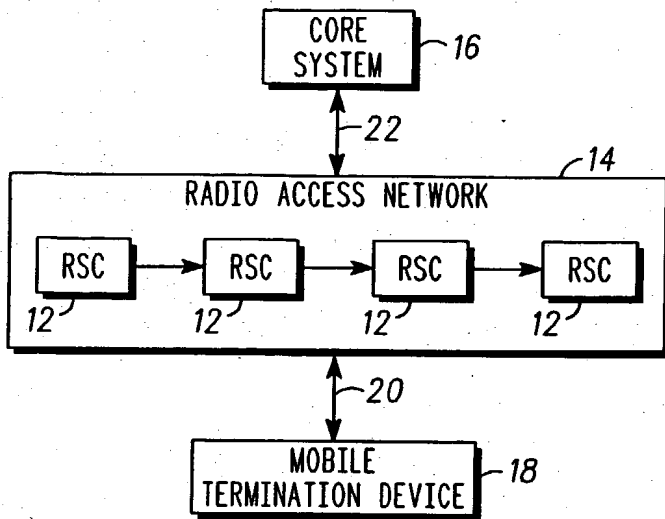 CORE
SYSTEM
16
22
14
RADIO ACCESS NETWORK
RSC RSC RSC RSC
12 12 12 12
20
MOBILE
TERMINATION DEVICE
18